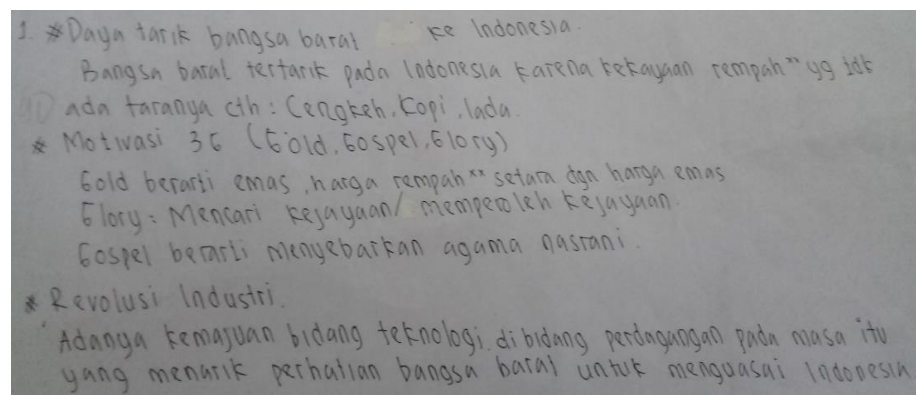 1. * Daya tarik bangsa barat ke Indonesia.
Bangsa barat tertarik pada Indonesia karena kekayaan rempah" yg tdk
ada taranya cth : Cengkeh, Kopi, lada.
* Motivasi 3G (Gold, Gospel, Glory)
Gold berarti emas, harga rempah" setara dgn harga emas
Glory : Mencari kejayaan/ memperoleh kejayaan.
Gospel berarti menyebarkan agama nasrani.
* Revolusi Industri.
Adanya kemajuan bidang teknologi, di bidang perdagangan pada masa itu
yang menarik perhatian bangsa barat untuk menguasai Indonesia